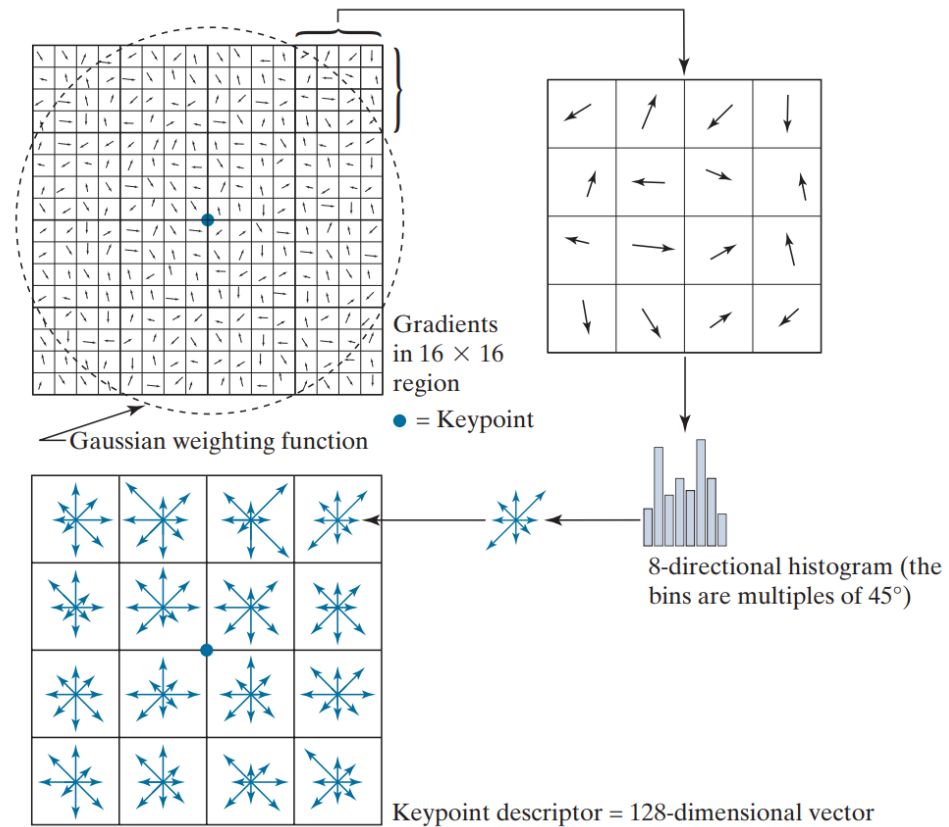 Gradients
in 16 × 16
region
= Keypoint
Gaussian weighting function
8-directional histogram (the
bins are multiples of 45°)
Keypoint descriptor = 128-dimensional vector